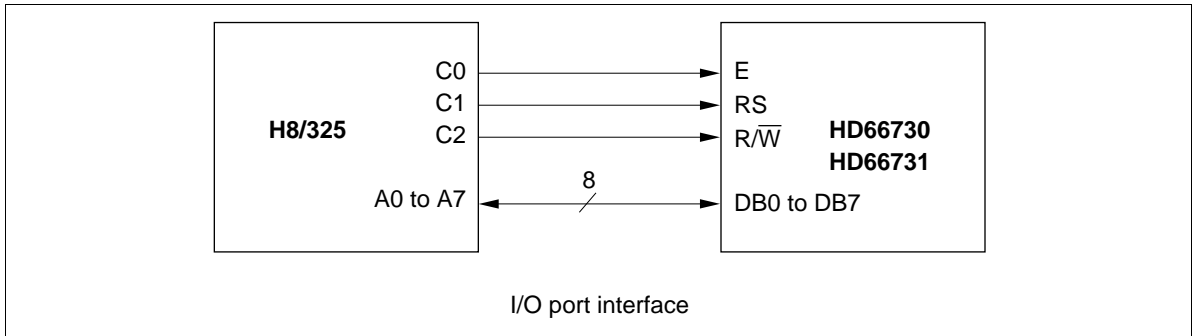 H8/325
C0
C1
C2
A0 to A7
8
E
RS
R/W̅
DB0 to DB7
HD66730
HD66731
I/O port interface